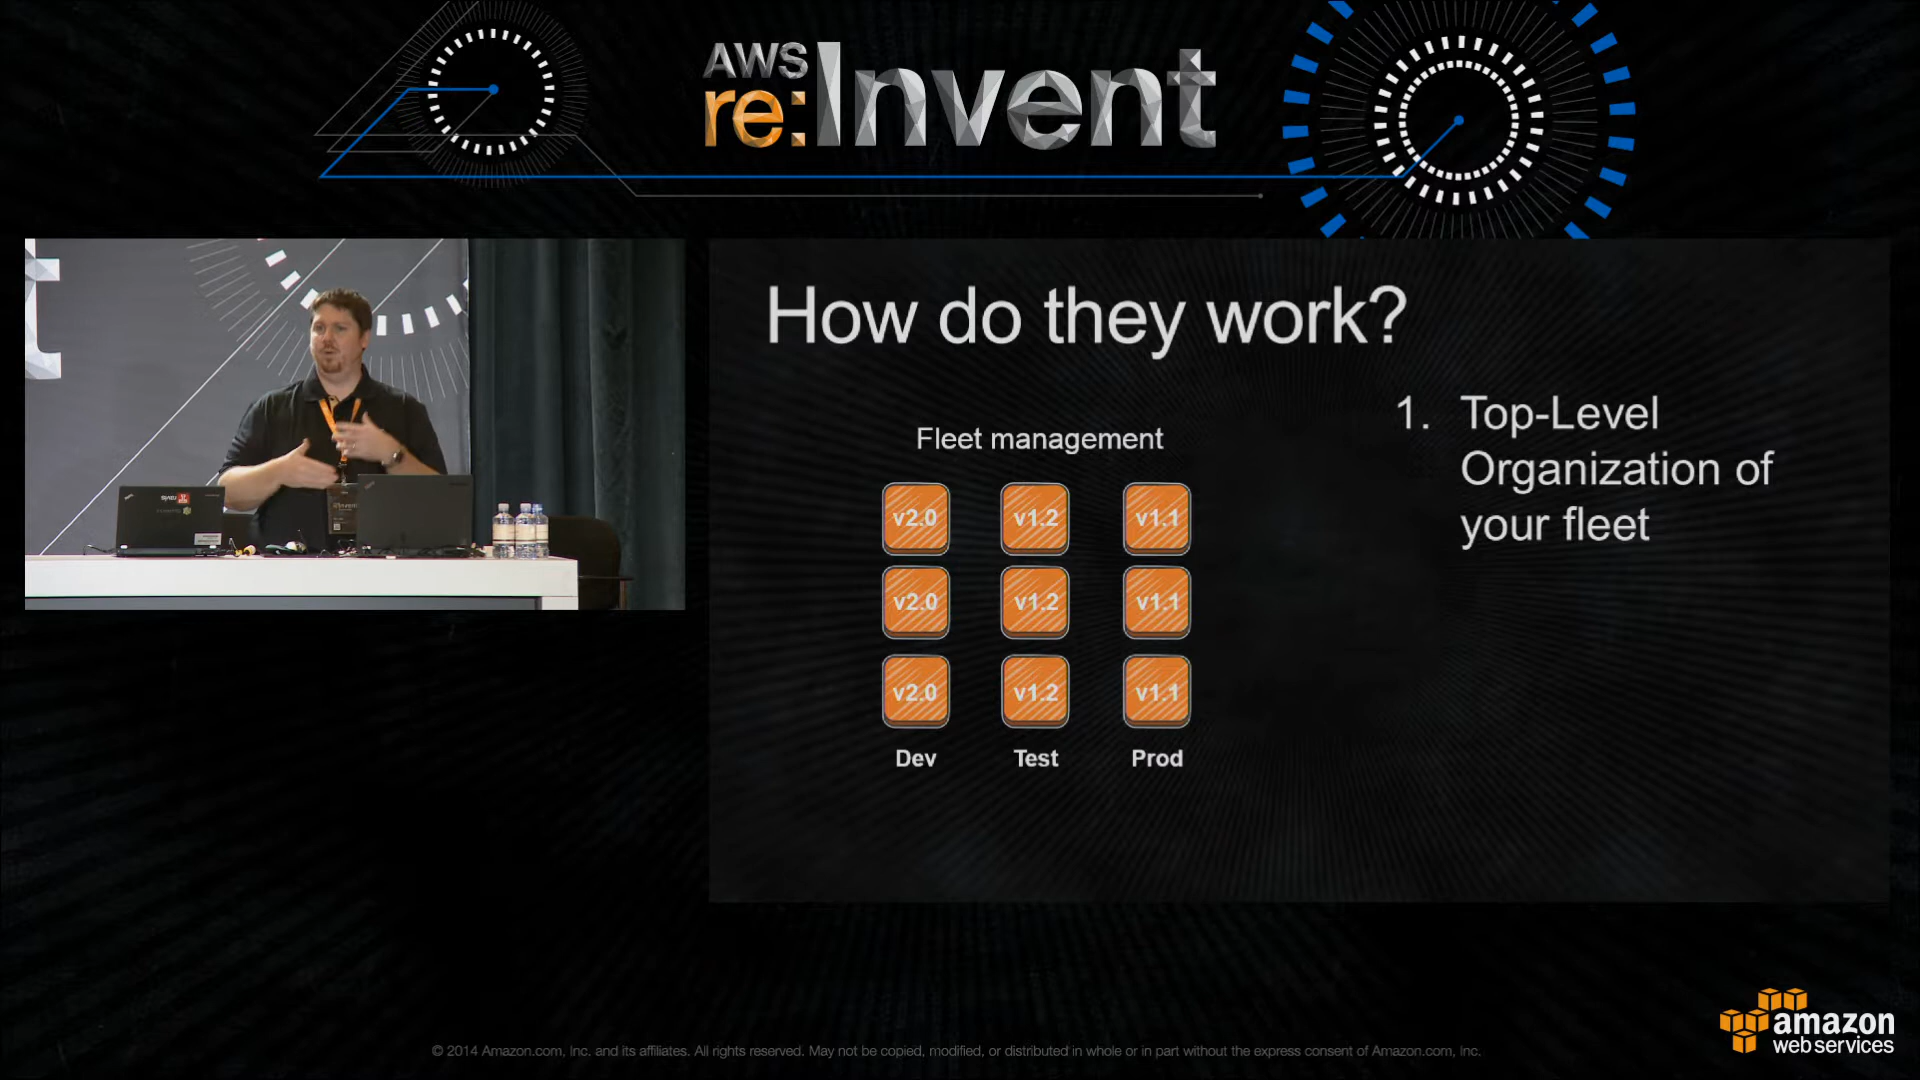 AWS
re:Invent
t
How do they work?
Fleet management
1. Top-Level
Organization of
your fleet
v2.0 v1.2 v1.1
v2.0 v1.2 v1.1
v2.0 v1.2 v1.1
Dev Test Prod
© 2014 Amazon.com, Inc. and its affiliates. All rights reserved. May not be copied, modified, or distributed in whole or in part without the express consent of Amazon.com, Inc.
amazon
web services